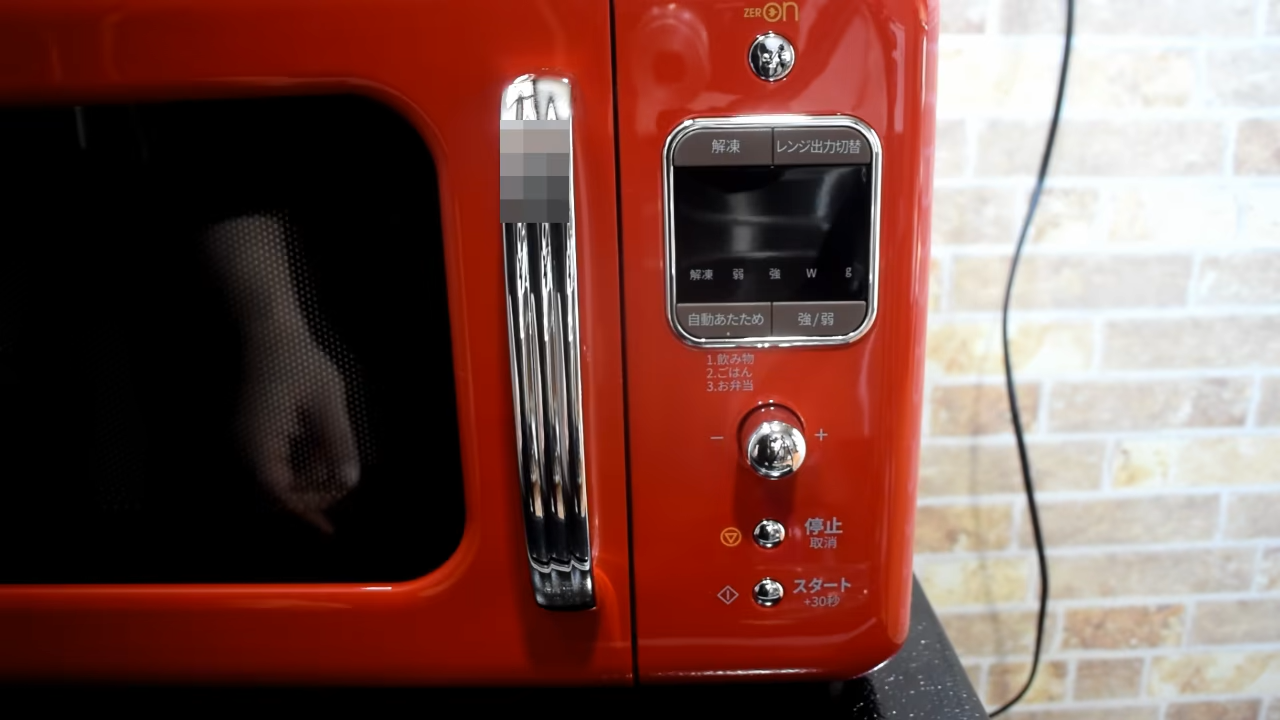 ZERO ON
解凍
レンジ出力切替
解凍 弱 強 W g
自動あたため
強/弱
1.飲み物
2.ごはん
3.お弁当
− +
停止
取消
スタート
+30秒